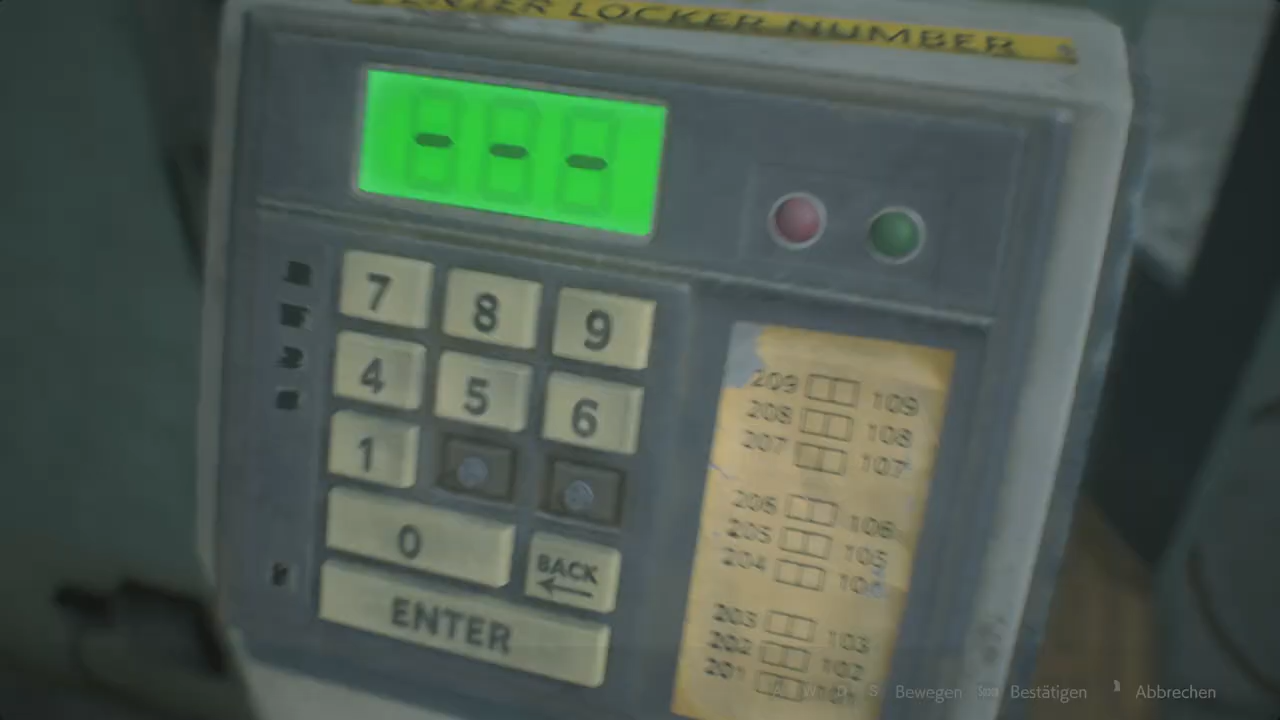 ENTER LOCKER NUMBER
7 8 9
4 5 6
1
0 BACK
ENTER
209 109
208 108
207 107
206 106
205 105
204
203 103
202 102
201
A W D S Bewegen Bestätigen Abbrechen